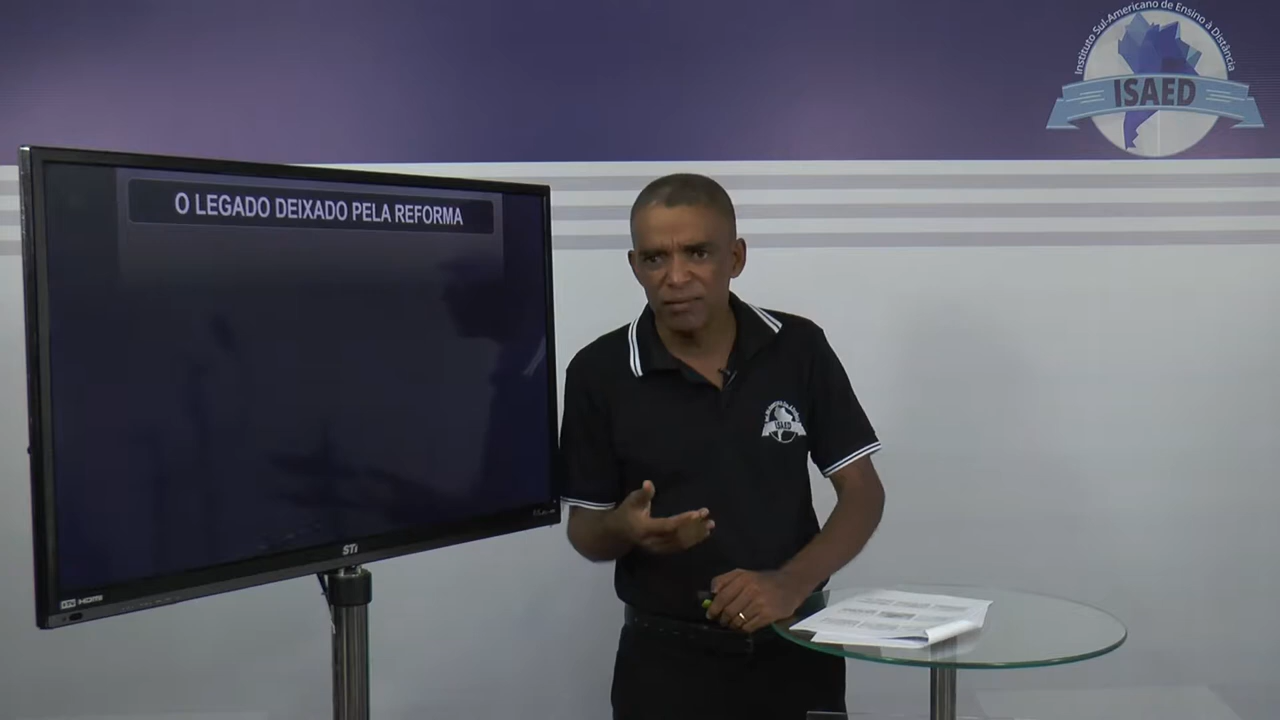 Instituto Sul-Americano de Ensino à Distância
ISAED
O LEGADO DEIXADO PELA REFORMA
ISAED
STi
HDMI